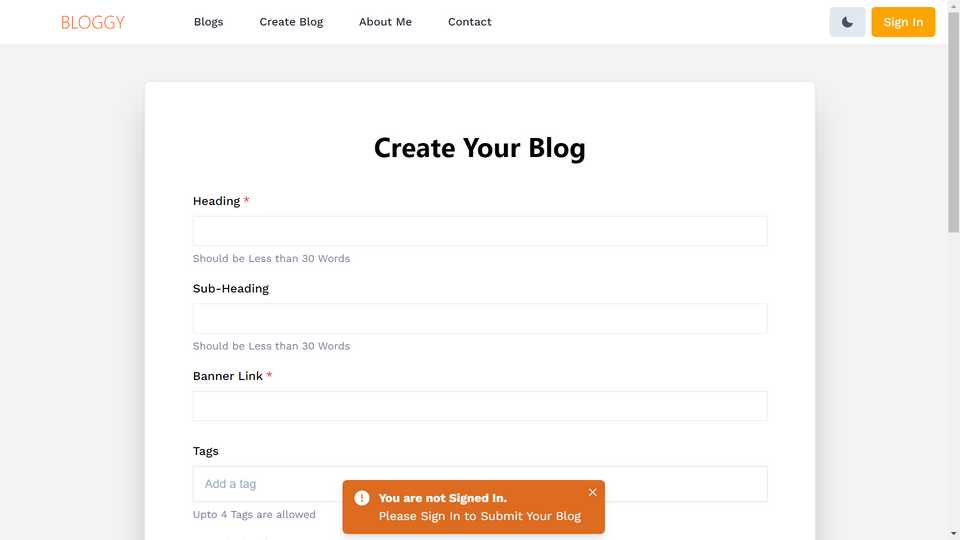 BLOGGY Blogs Create Blog About Me Contact Sign In
Create Your Blog
Heading *
Should be Less than 30 Words
Sub-Heading
Should be Less than 30 Words
Banner Link *
Tags
Add a tag
Upto 4 Tags are allowed
You are not Signed In.
Please Sign In to Submit Your Blog